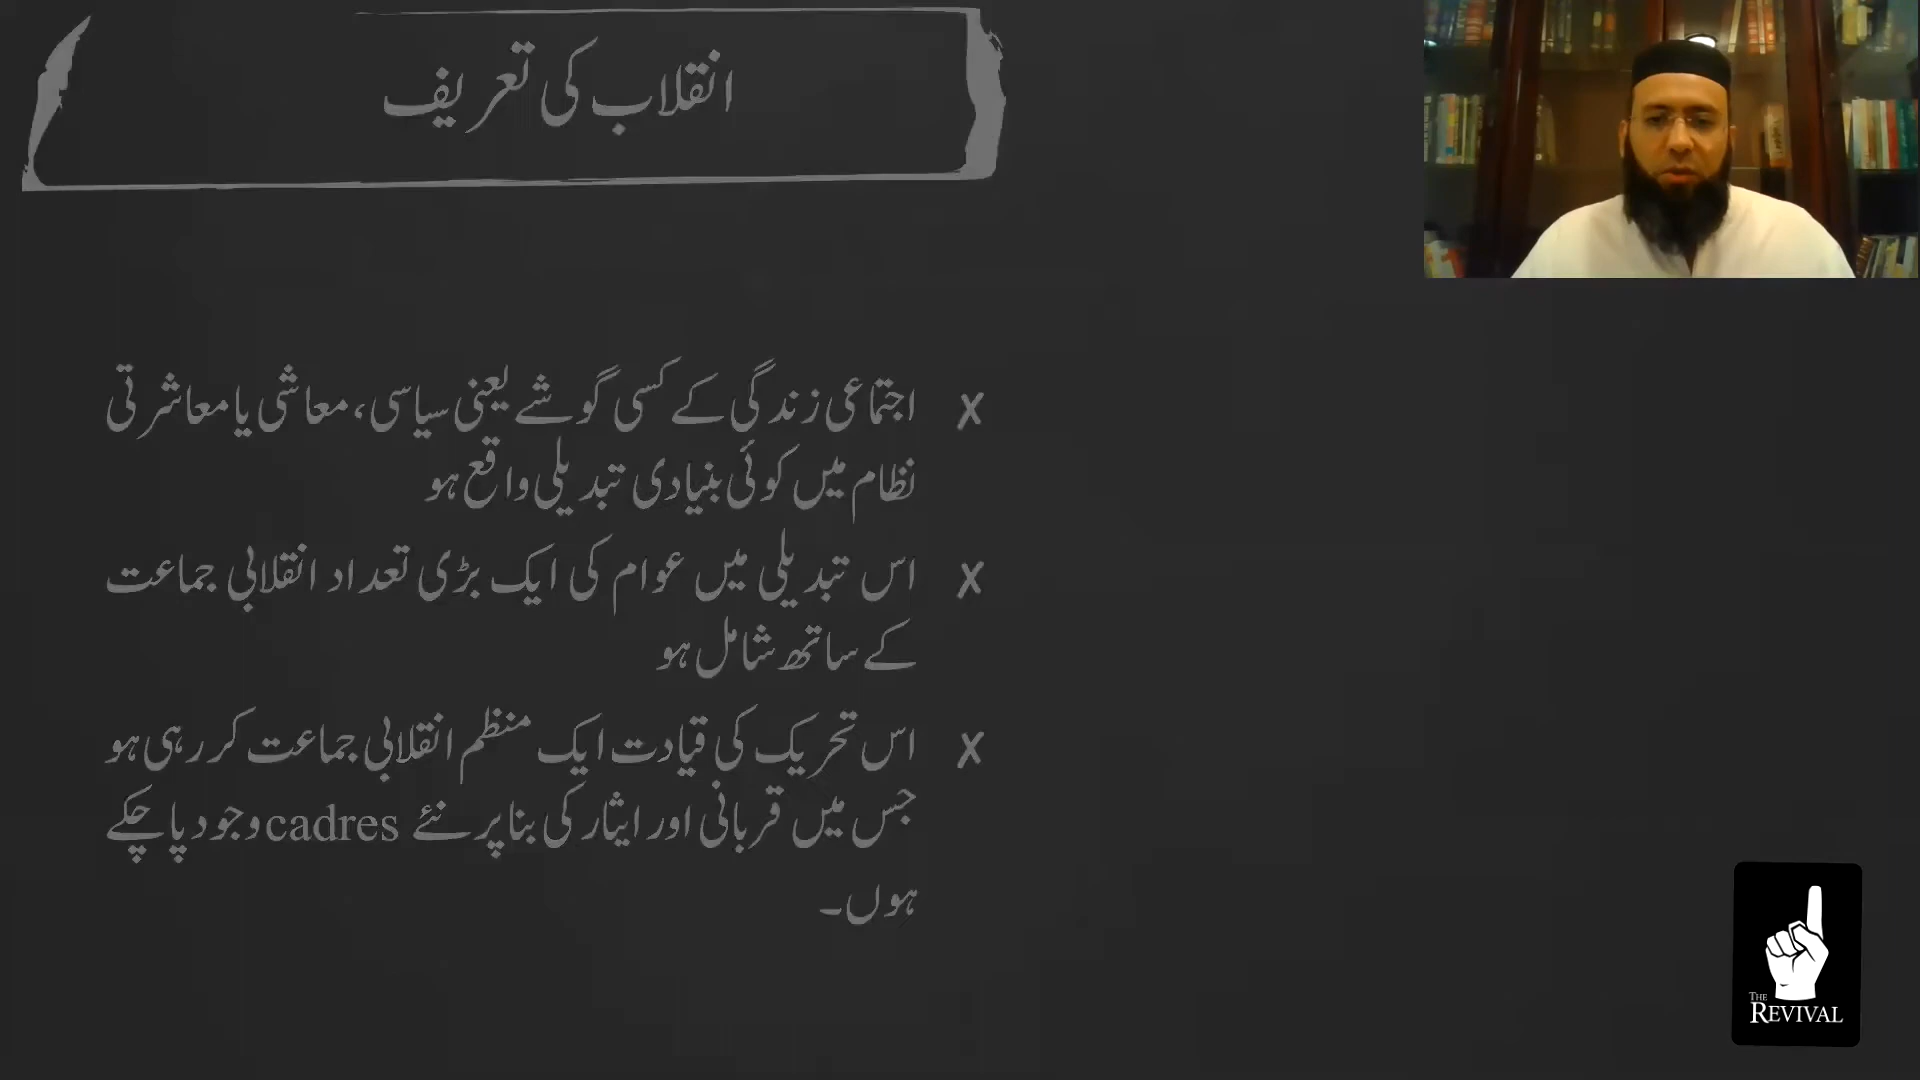 انقلاب کی تعریف
x اجتماعی زندگی کے کسی گوشے یعنی سیاسی، معاشی یا معاشرتی
نظام میں کوئی بنیادی تبدیلی واقع ہو
x اس تبدیلی میں عوام کی ایک بڑی تعداد انقلابی جماعت
کے ساتھ شامل ہو
x اس تحریک کی قیادت ایک منظم انقلابی جماعت کر رہی ہو
جس میں قربانی اور ایثار کی بنا پر نئے cadres وجود پا چکے
ہوں۔
THE
REVIVAL